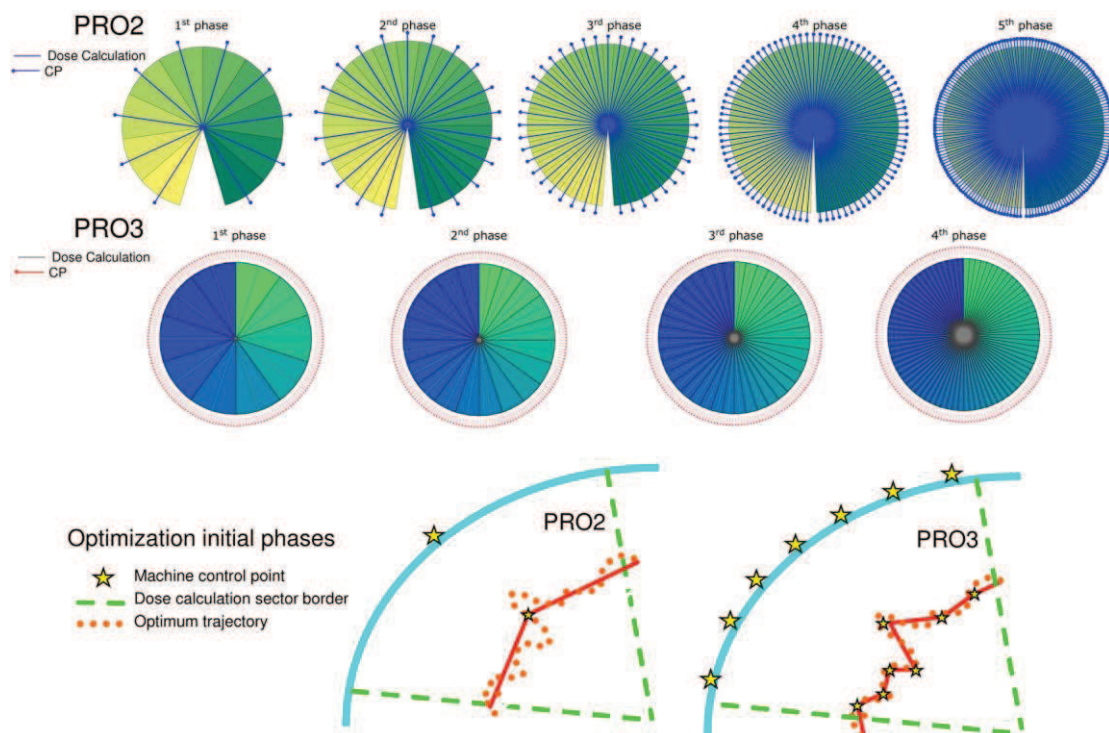 PRO2
1st phase
2nd phase
3rd phase
4th phase
5th phase
Dose Calculation
CP
PRO3
1st phase
2nd phase
3rd phase
4th phase
Dose Calculation
CP
PRO2
PRO3
Optimization initial phases
Machine control point
Dose calculation sector border
Optimum trajectory